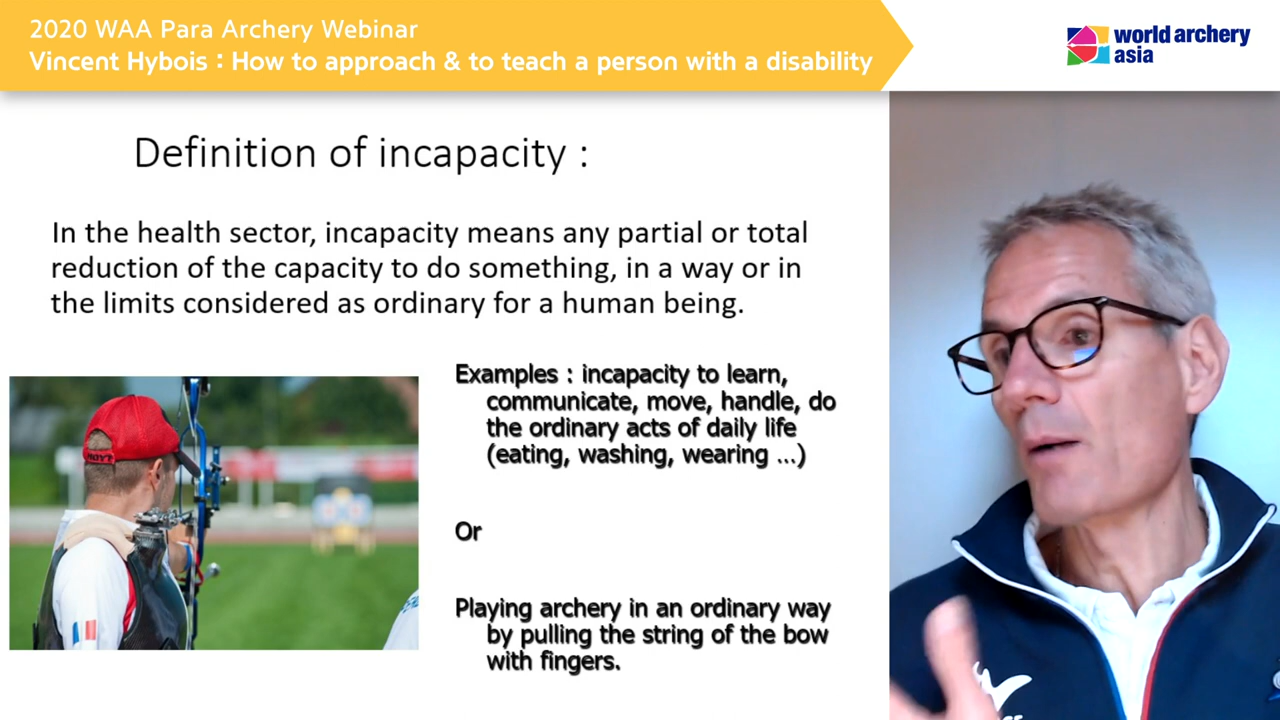 2020 WAA Para Archery Webinar
Vincent Hybois : How to approach & to teach a person with a disability
world archery
asia
Definition of incapacity :
In the health sector, incapacity means any partial or total
reduction of the capacity to do something, in a way or in
the limits considered as ordinary for a human being.
Examples : incapacity to learn,
communicate, move, handle, do
the ordinary acts of daily life
(eating, washing, wearing ...)
Or
Playing archery in an ordinary way
by pulling the string of the bow
with fingers.
HOYT